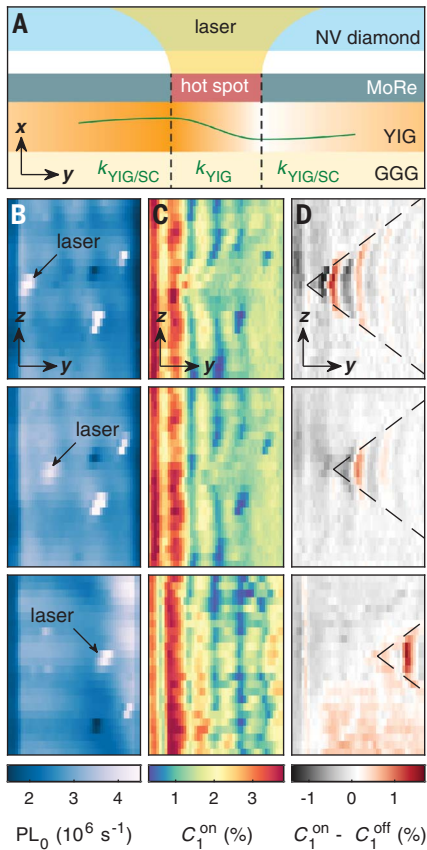 A
laser
NV diamond
hot spot
MoRe
x
YIG
y
kYIG/SC
kYIG
kYIG/SC
GGG
B
C
D
laser
z
y
z
y
z
y
laser
laser
2 3 4
1 2 3
-1 0 1
PL₀ (10⁶ s⁻¹)
C₁ᵒⁿ (%)
C₁ᵒⁿ - C₁ᵒᶠᶠ (%)